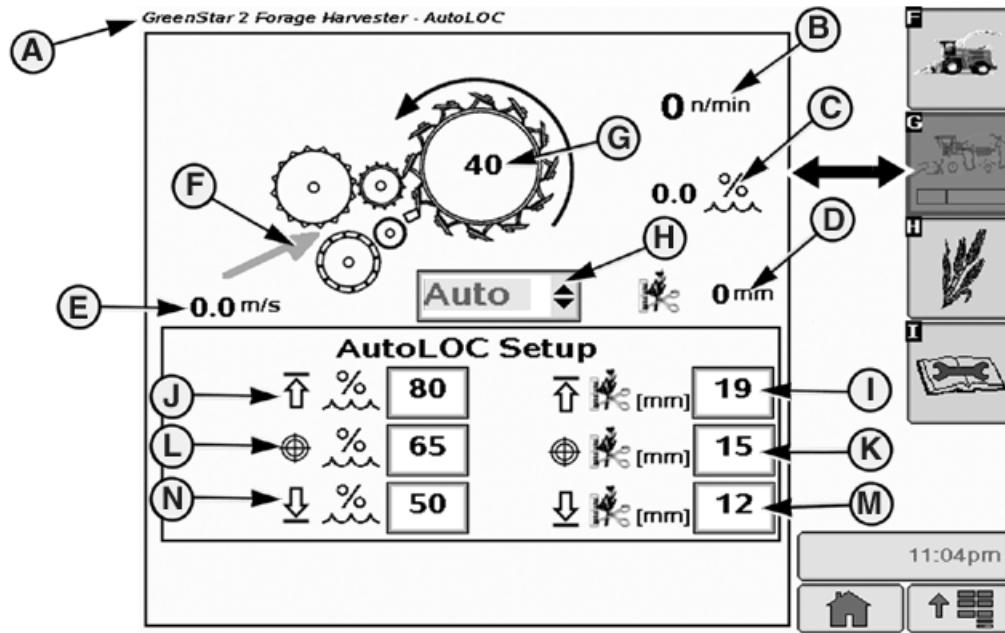 GreenStar 2 Forage Harvester - AutoLOC
A
B
0 n/min
F
G
C
G
40
0.0 %
F
H
D
H
Auto
0 mm
E
0.0 m/s
I
AutoLOC Setup
J
%
80
[mm]
19
I
L
%
65
[mm]
15
K
N
%
50
[mm]
12
M
11:04pm